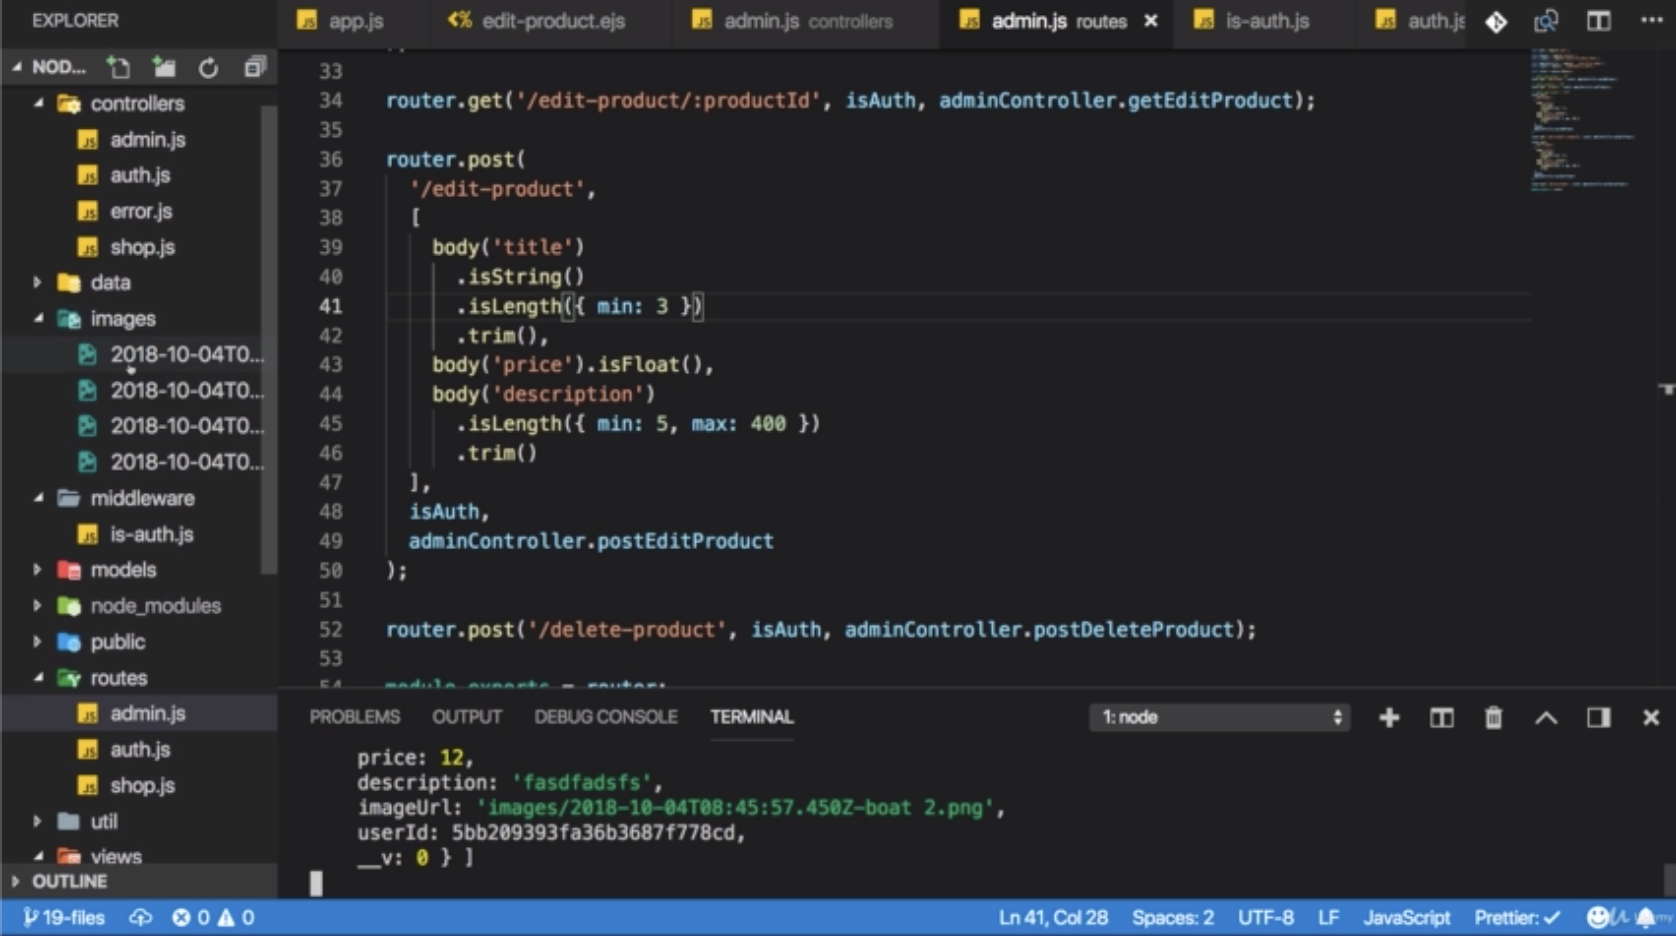 EXPLORER
app.js
edit-product.ejs
admin.js controllers
admin.js routes
is-auth.js
auth.js
NOD...
controllers
admin.js
auth.js
error.js
shop.js
data
images
2018-10-04T0...
2018-10-04T0...
2018-10-04T0...
2018-10-04T0...
middleware
is-auth.js
models
node_modules
public
routes
admin.js
auth.js
shop.js
util
views
OUTLINE
33
34 router.get('/edit-product/:productId', isAuth, adminController.getEditProduct);
35
36 router.post(
37 '/edit-product',
38 [
39 body('title')
40 .isString()
41 .isLength({ min: 3 })
42 .trim(),
43 body('price').isFloat(),
44 body('description')
45 .isLength({ min: 5, max: 400 })
46 .trim()
47 ],
48 isAuth,
49 adminController.postEditProduct
50 );
51
52 router.post('/delete-product', isAuth, adminController.postDeleteProduct);
53
54 module.exports = router;
PROBLEMS OUTPUT DEBUG CONSOLE TERMINAL
1: node
price: 12,
description: 'fasdfadsfs',
imageUrl: 'images/2018-10-04T08:45:57.450Z-boat 2.png',
userId: 5bb209393fa36b3687f778cd,
__v: 0 } ]
19-files 0 0 Ln 41, Col 28 Spaces: 2 UTF-8 LF JavaScript Prettier: ✓